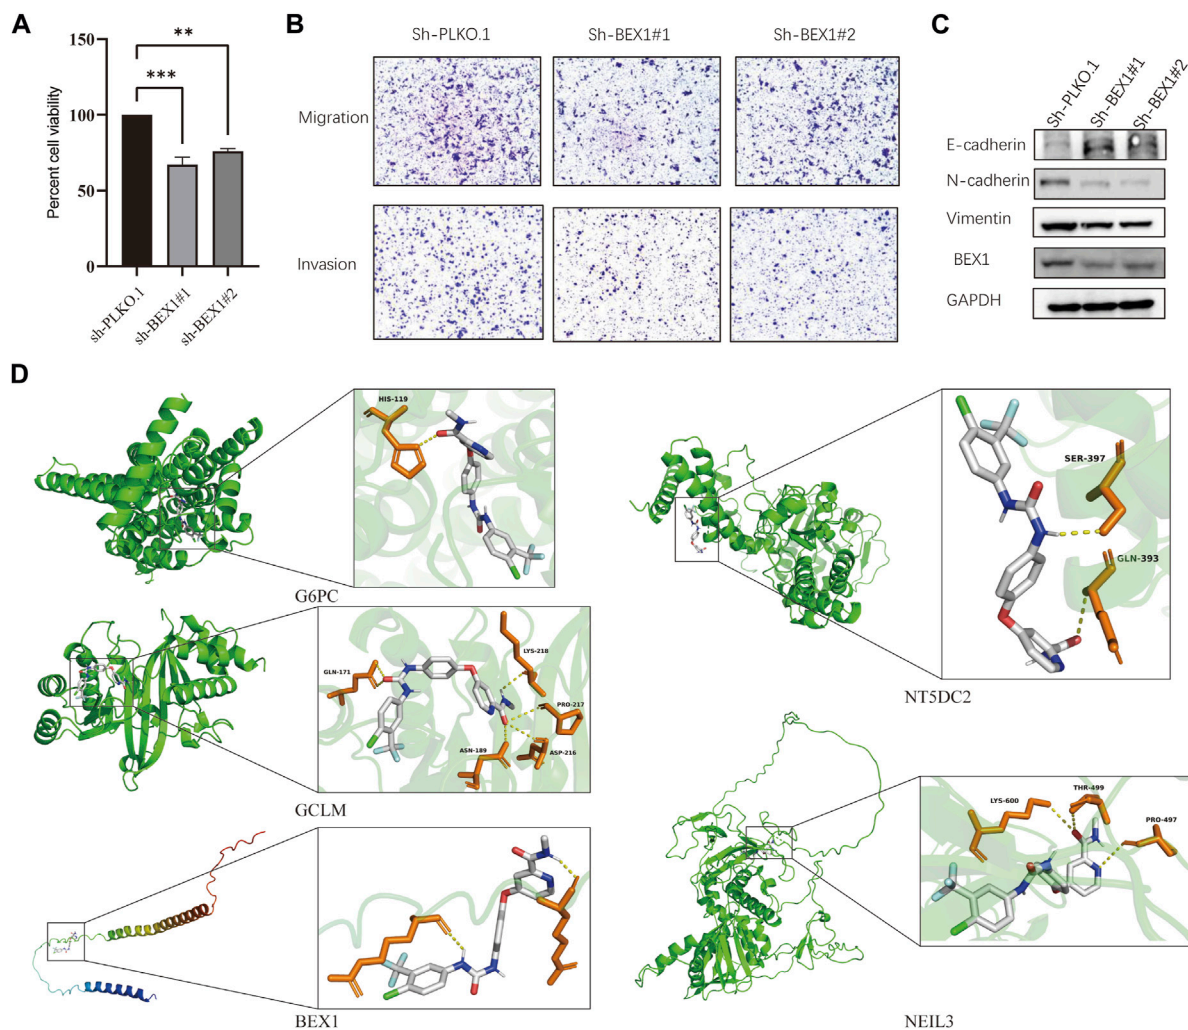 A
Percent cell viability
150
100
50
0
**
***
sh-PLKO.1
sh-BEX1#1
sh-BEX1#2
B
Sh-PLKO.1
Sh-BEX1#1
Sh-BEX1#2
Migration
Invasion
C
Sh-PLKO.1
Sh-BEX1#1
Sh-BEX1#2
E-cadherin
N-cadherin
Vimentin
BEX1
GAPDH
D
HIS-119
G6PC
SER-397
GLN-393
NT5DC2
GLN-171
LYS-218
PRO-217
ASN-189
ASP-216
GCLM
LYS-600
THR-499
PRO-497
BEX1
NEIL3